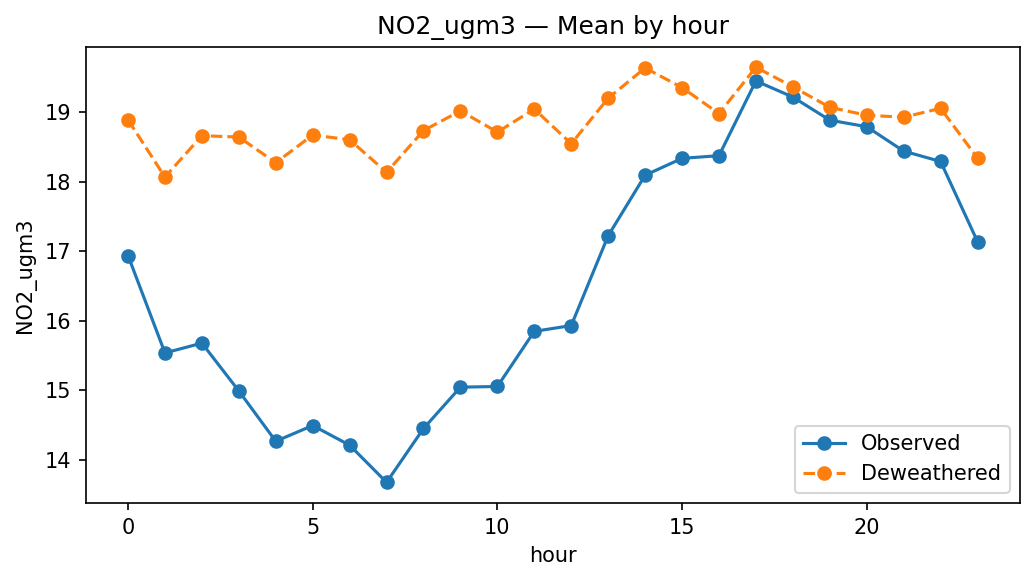 NO2_ugm3 — Mean by hour
NO2_ugm3
19
18
17
16
15
14
0 5 10 15 20
hour
Observed
Deweathered